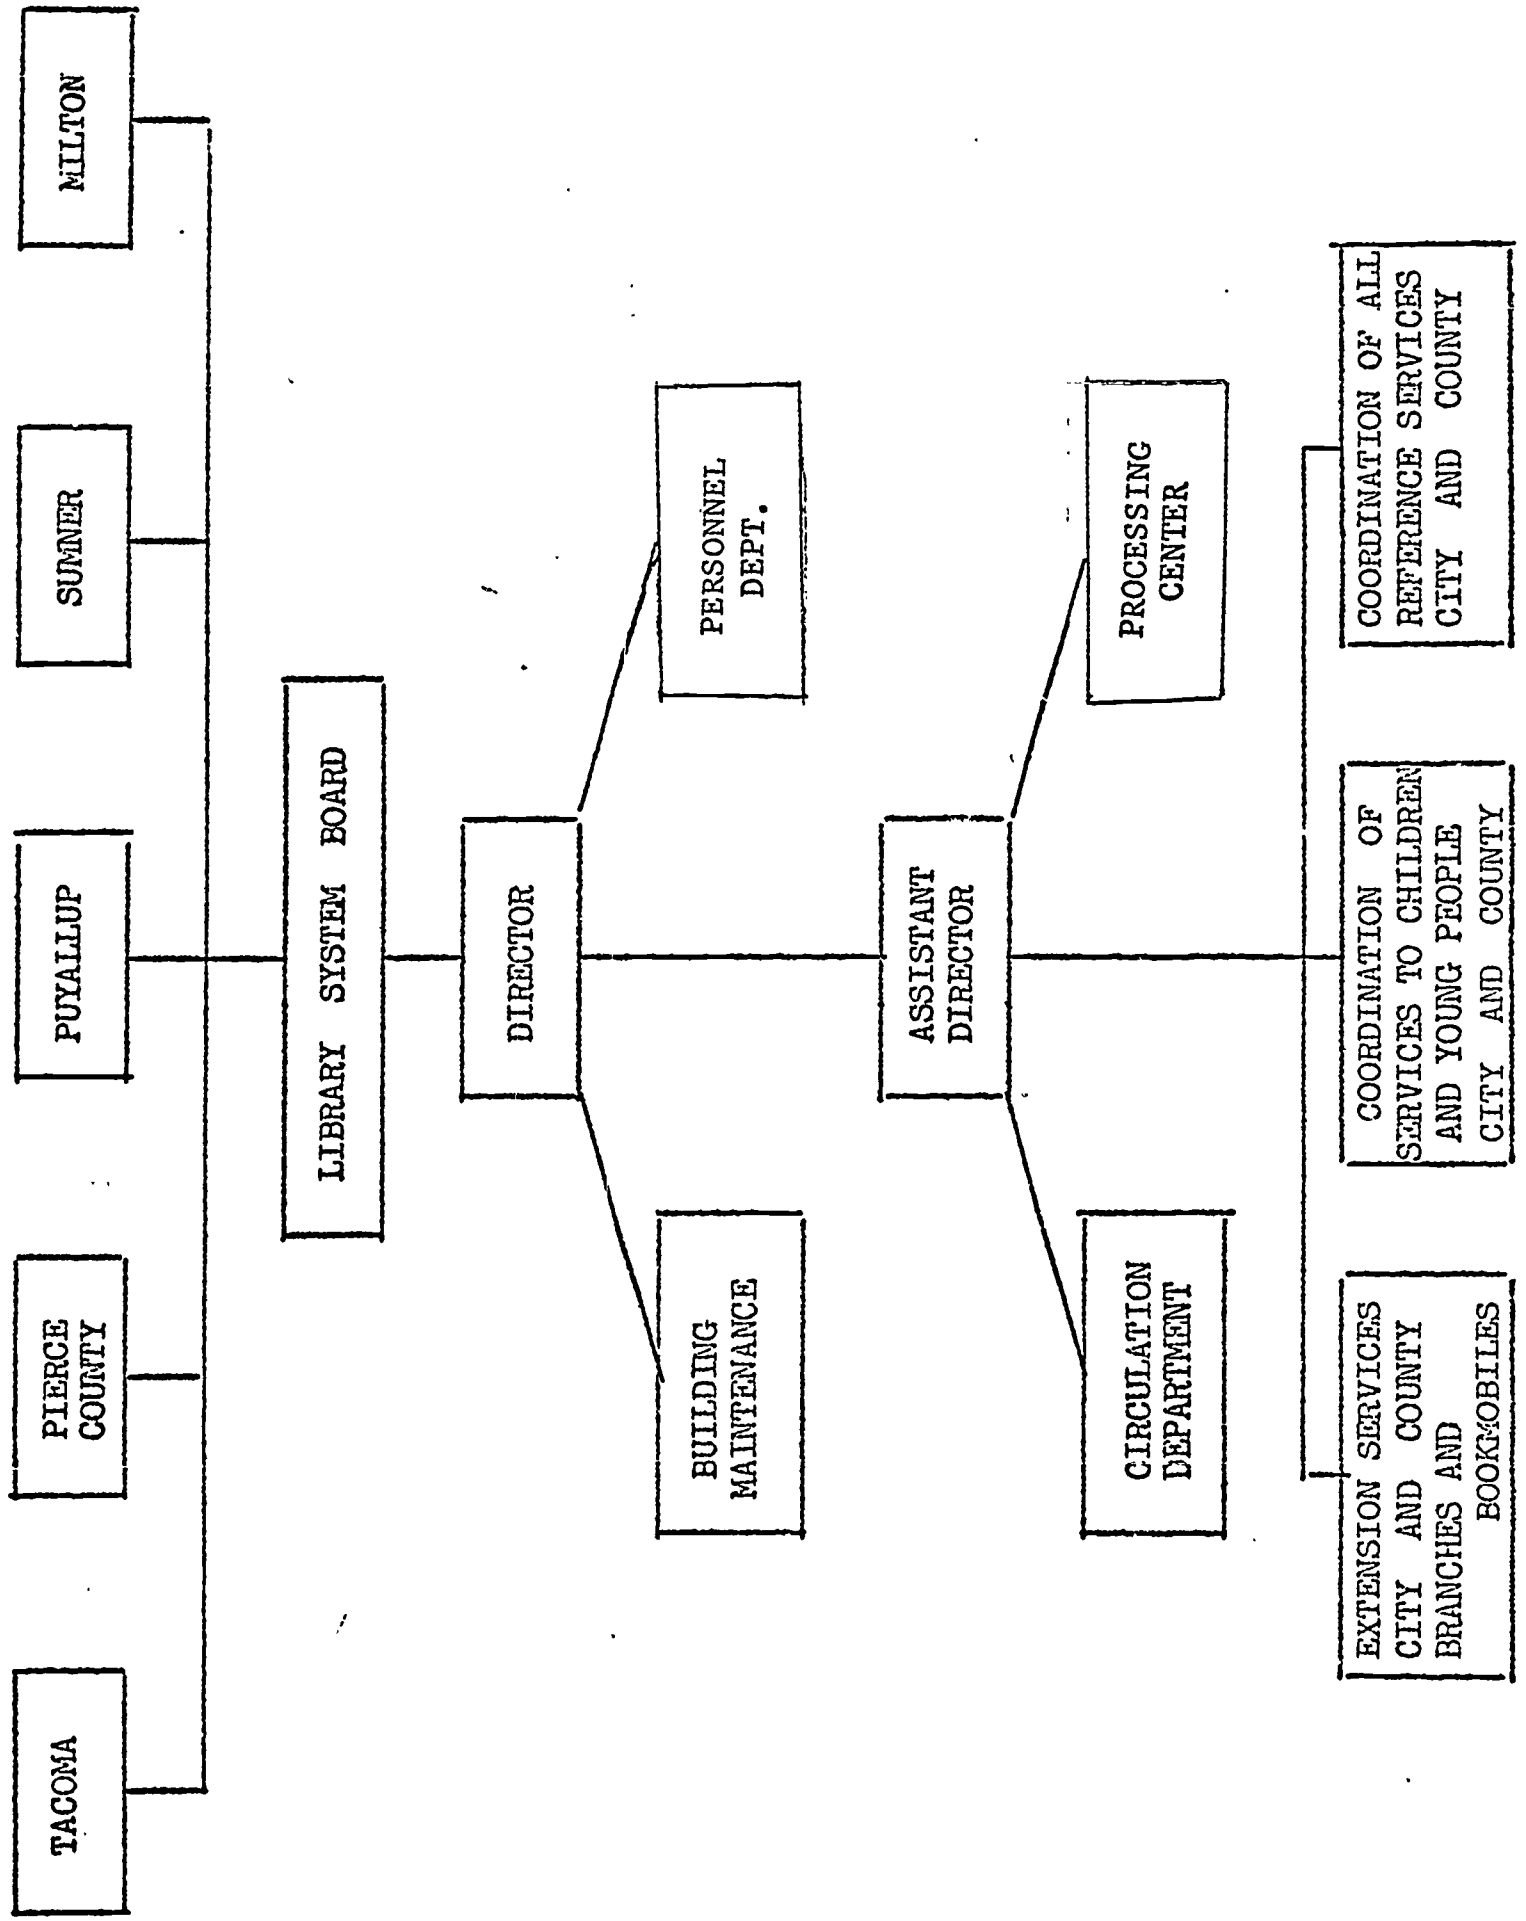 TACOMA
PIERCE
COUNTY
PUYALLUP
SUMNER
MILTON
LIBRARY SYSTEM BOARD
DIRECTOR
BUILDING
MAINTENANCE
PERSONNEL
DEPT.
ASSISTANT
DIRECTOR
CIRCULATION
DEPARTMENT
PROCESSING
CENTER
EXTENSION SERVICES
CITY AND COUNTY
BRANCHES AND
BOOKMOBILES
COORDINATION OF
SERVICES TO CHILDREN
AND YOUNG PEOPLE
CITY AND COUNTY
COORDINATION OF ALL
REFERENCE SERVICES
CITY AND COUNTY